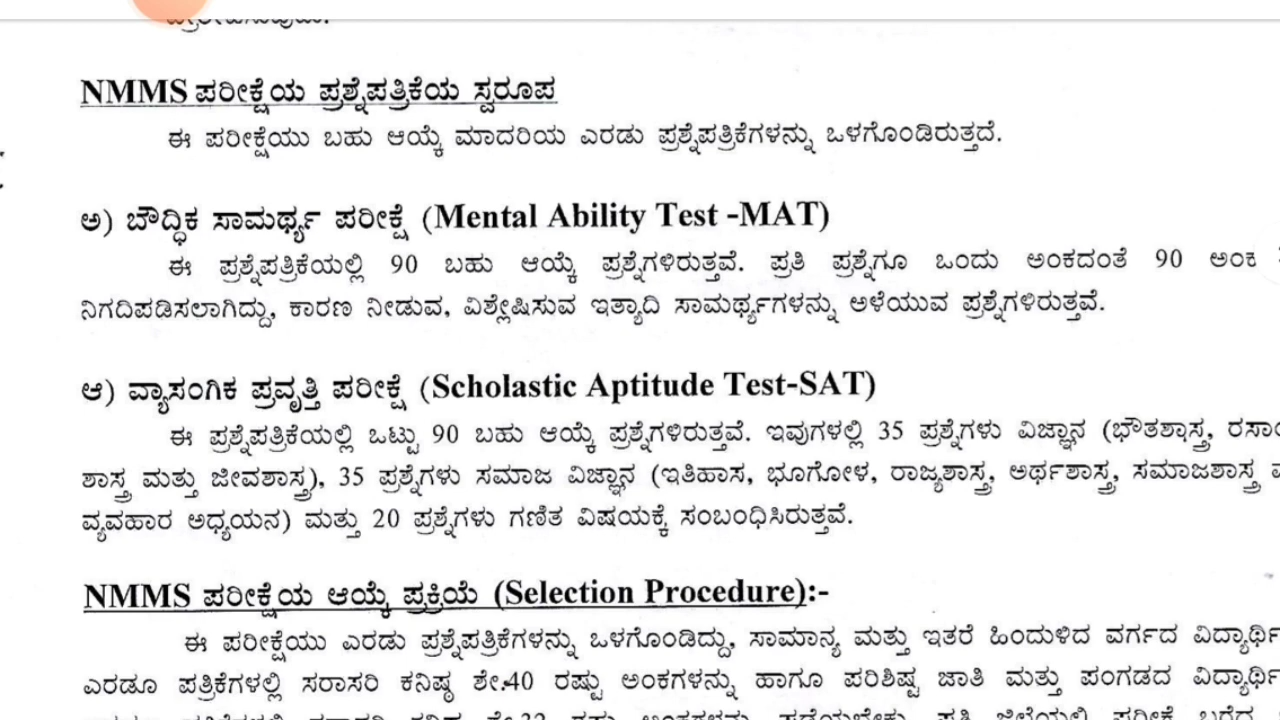 NMMS ಪರೀಕ್ಷೆಯ ಪ್ರಶ್ನೆಪತ್ರಿಕೆಯ ಸ್ವರೂಪ
ಈ ಪರೀಕ್ಷೆಯು ಬಹು ಆಯ್ಕೆ ಮಾದರಿಯ ಎರಡು ಪ್ರಶ್ನೆಪತ್ರಿಕೆಗಳನ್ನು ಒಳಗೊಂಡಿರುತ್ತದೆ.
ಅ) ಬೌದ್ಧಿಕ ಸಾಮರ್ಥ್ಯ ಪರೀಕ್ಷೆ (Mental Ability Test -MAT)
ಈ ಪ್ರಶ್ನೆಪತ್ರಿಕೆಯಲ್ಲಿ 90 ಬಹು ಆಯ್ಕೆ ಪ್ರಶ್ನೆಗಳಿರುತ್ತವೆ. ಪ್ರತಿ ಪ್ರಶ್ನೆಗೂ ಒಂದು ಅಂಕದಂತೆ 90 ಅಂಕ
ನಿಗದಿಪಡಿಸಲಾಗಿದ್ದು, ಕಾರಣ ನೀಡುವ, ವಿಶ್ಲೇಷಿಸುವ ಇತ್ಯಾದಿ ಸಾಮರ್ಥ್ಯಗಳನ್ನು ಅಳೆಯುವ ಪ್ರಶ್ನೆಗಳಿರುತ್ತವೆ.
ಆ) ವ್ಯಾಸಂಗಿಕ ಪ್ರವೃತ್ತಿ ಪರೀಕ್ಷೆ (Scholastic Aptitude Test-SAT)
ಈ ಪ್ರಶ್ನೆಪತ್ರಿಕೆಯಲ್ಲಿ ಒಟ್ಟು 90 ಬಹು ಆಯ್ಕೆ ಪ್ರಶ್ನೆಗಳಿರುತ್ತವೆ. ಇವುಗಳಲ್ಲಿ 35 ಪ್ರಶ್ನೆಗಳು ವಿಜ್ಞಾನ (ಭೌತಶಾಸ್ತ್ರ,
ಶಾಸ್ತ್ರ ಮತ್ತು ಜೀವಶಾಸ್ತ್ರ), 35 ಪ್ರಶ್ನೆಗಳು ಸಮಾಜ ವಿಜ್ಞಾನ (ಇತಿಹಾಸ, ಭೂಗೋಳ, ರಾಜ್ಯಶಾಸ್ತ್ರ, ಅರ್ಥಶಾಸ್ತ್ರ, ಸಮಾಜಶಾಸ್ತ್ರ
ವ್ಯವಹಾರ ಅಧ್ಯಯನ) ಮತ್ತು 20 ಪ್ರಶ್ನೆಗಳು ಗಣಿತ ವಿಷಯಕ್ಕೆ ಸಂಬಂಧಿಸಿರುತ್ತವೆ.
NMMS ಪರೀಕ್ಷೆಯ ಆಯ್ಕೆ ಪ್ರಕ್ರಿಯೆ (Selection Procedure):-
ಈ ಪರೀಕ್ಷೆಯು ಎರಡು ಪ್ರಶ್ನೆಪತ್ರಿಕೆಗಳನ್ನು ಒಳಗೊಂಡಿದ್ದು, ಸಾಮಾನ್ಯ ಮತ್ತು ಇತರೆ ಹಿಂದುಳಿದ ವರ್ಗದ
ಎರಡೂ ಪತ್ರಿಕೆಗಳಲ್ಲಿ ಸರಾಸರಿ ಕನಿಷ್ಠ ಶೇ.40 ರಷ್ಟು ಅಂಕಗಳನ್ನು ಹಾಗೂ ಪರಿಶಿಷ್ಟ ಜಾತಿ ಮತ್ತು ಪಂಗಡದ